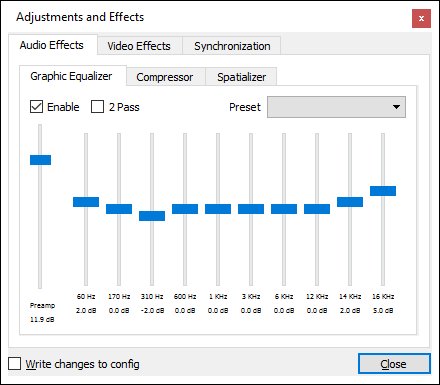 Adjustments and Effects
x
Audio Effects Video Effects Synchronization
Graphic Equalizer Compressor Spatializer
Enable 2 Pass Preset
60 Hz 170 Hz 310 Hz 600 Hz 1 KHz 3 KHz 6 KHz 12 KHz 14 KHz 16 KHz
Preamp 2.0 dB 0.0 dB -2.0 dB 0.0 dB 0.0 dB 0.0 dB 0.0 dB 0.0 dB 2.0 dB 5.0 dB
11.9 dB
Write changes to config Close